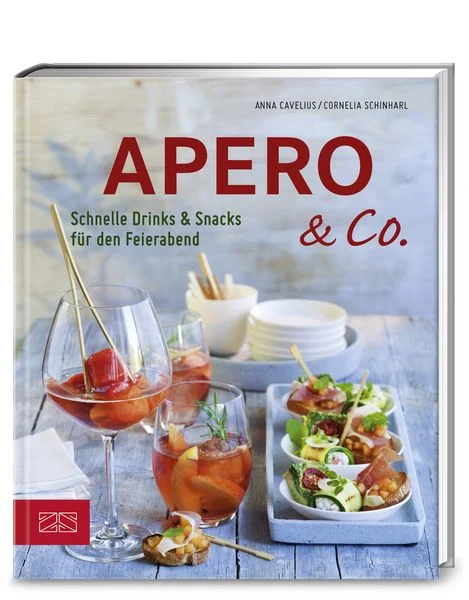 ANNA CAVELIUS/CORNELIA SCHINHARL
APERO
& Co.
Schnelle Drinks & Snacks
für den Feierabend
ZS